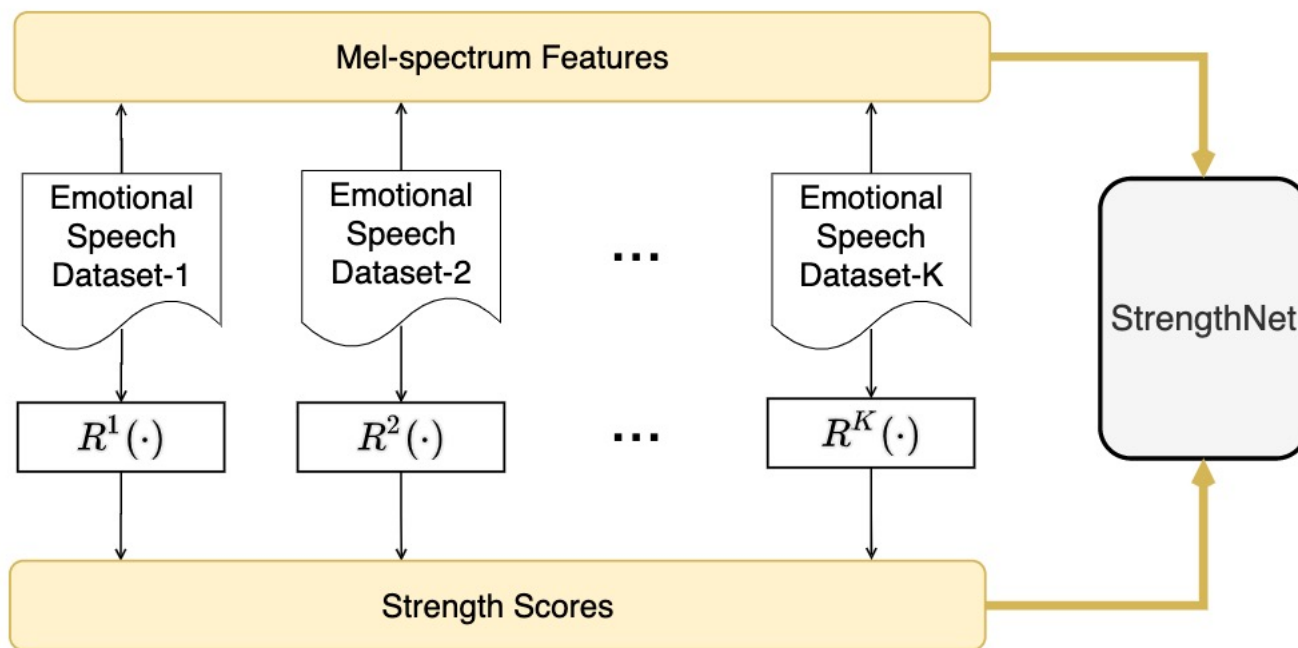 Mel-spectrum Features
Emotional
Speech
Dataset-1
Emotional
Speech
Dataset-2
...
Emotional
Speech
Dataset-K
StrengthNet
R¹(·)
R²(·)
...
Rᴷ(·)
Strength Scores